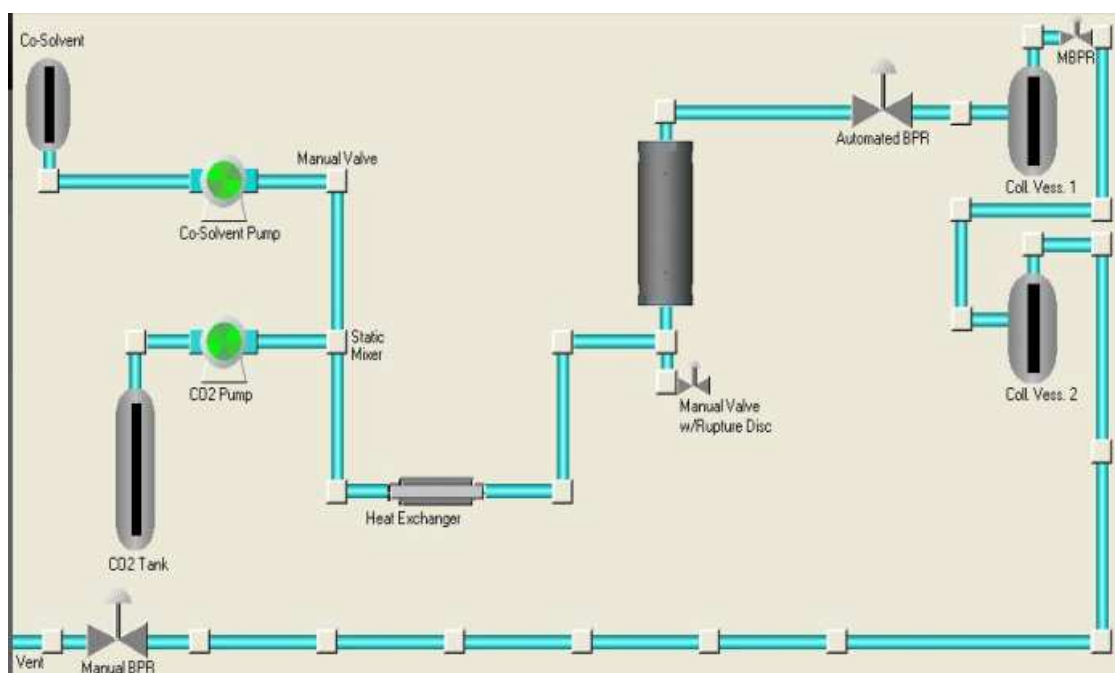 Co-Solvent
MBPR
Manual Valve
Automated BPR
Coll. Vess. 1
Co-Solvent Pump
Static
Mixer
CO2 Pump
Coll. Vess. 2
Manual Valve
w/Rupture Disc
Heat Exchanger
CO2 Tank
Vent
Manual BPR